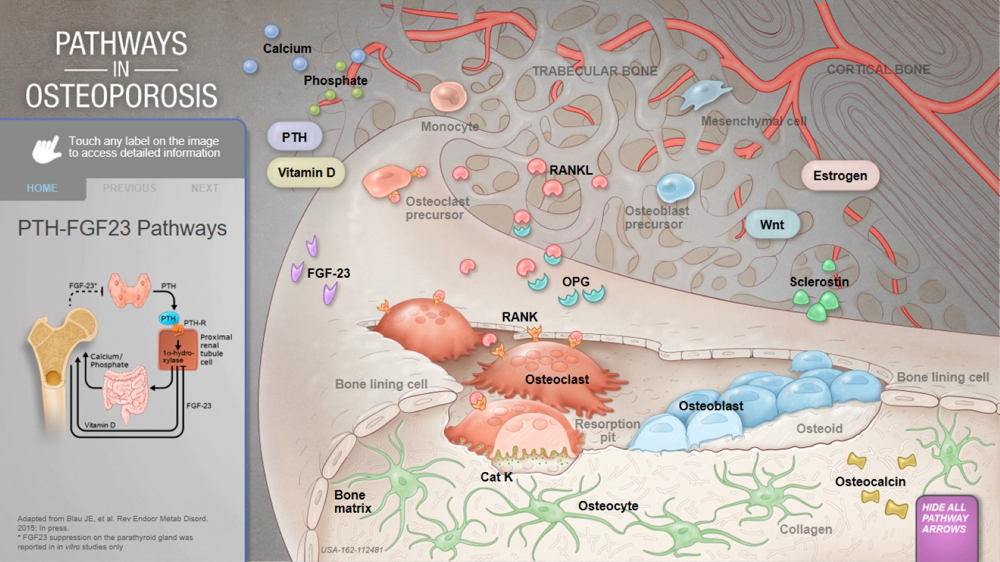 PATHWAYS
IN
OSTEOPOROSIS
Touch any label on the image
to access detailed information
HOME
PREVIOUS
NEXT
PTH-FGF23 Pathways
FGF-23*
PTH
PTH
PTH-R
Proximal
renal
tubule
cell
1α-hydro-
xylase
Calcium/
Phosphate
FGF-23
Vitamin D
Adapted from Blau JE, et al. Rev Endocr Metab Disord.
2015; In press.
* FGF23 suppression on the parathyroid gland was
reported in in vitro studies only
Calcium
Phosphate
PTH
Vitamin D
TRABECULAR BONE
CORTICAL BONE
Monocyte
Mesenchymal cell
RANKL
Estrogen
Osteoclast
precursor
Osteoblast
precursor
Wnt
FGF-23
OPG
Sclerostin
RANK
Osteoclast
Bone lining cell
Bone lining cell
Osteoblast
Resorption
pit
Osteoid
Cat K
Osteocalcin
Bone
matrix
Osteocyte
Collagen
HIDE ALL
PATHWAY
ARROWS
USA-162-112481